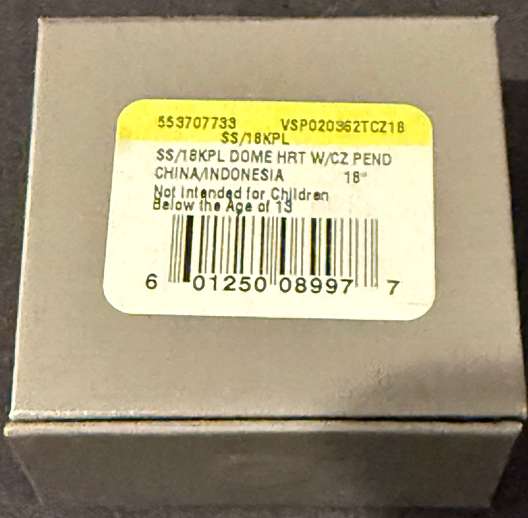 553707733 VSP020362TCZ18
SS/18KPL
SS/18KPL DOME HRT W/CZ PEND
CHINA/INDONESIA 18"
Not Intended for Children
Below the Age of 13
6 01250 08997 7